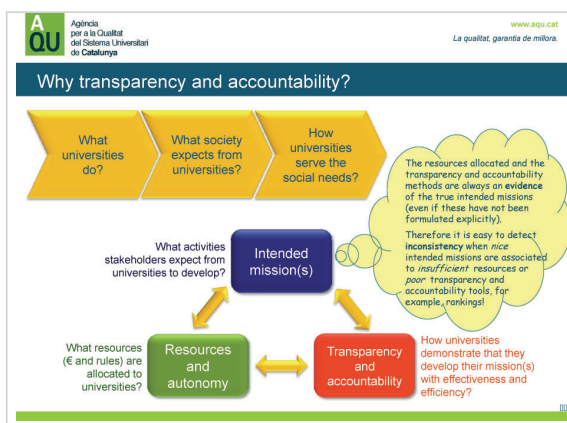 AQU
Agència
per a la Qualitat
del Sistema Universitari
de Catalunya
www.aqu.cat
La qualitat, garantia de millora.
Why transparency and accountability?
What
universities
do?
What society
expects from
universities?
How
universities
serve the
social needs?
The resources allocated and the
transparency and accountability
methods are always an evidence
of the true intended missions
(even if these have not been
formulated explicitly).
Therefore it is easy to detect
inconsistency when nice
intended missions are associated
to insufficient resources or
poor transparency and
accountability tools, for
example, rankings!
What activities
stakeholders expect from
universities to develop?
Intended
mission(s)
What resources
(€ and rules) are
allocated to
universities?
Resources
and
autonomy
Transparency
and
accountability
How universities
demonstrate that they
develop their mission(s)
with effectiveness and
efficiency?